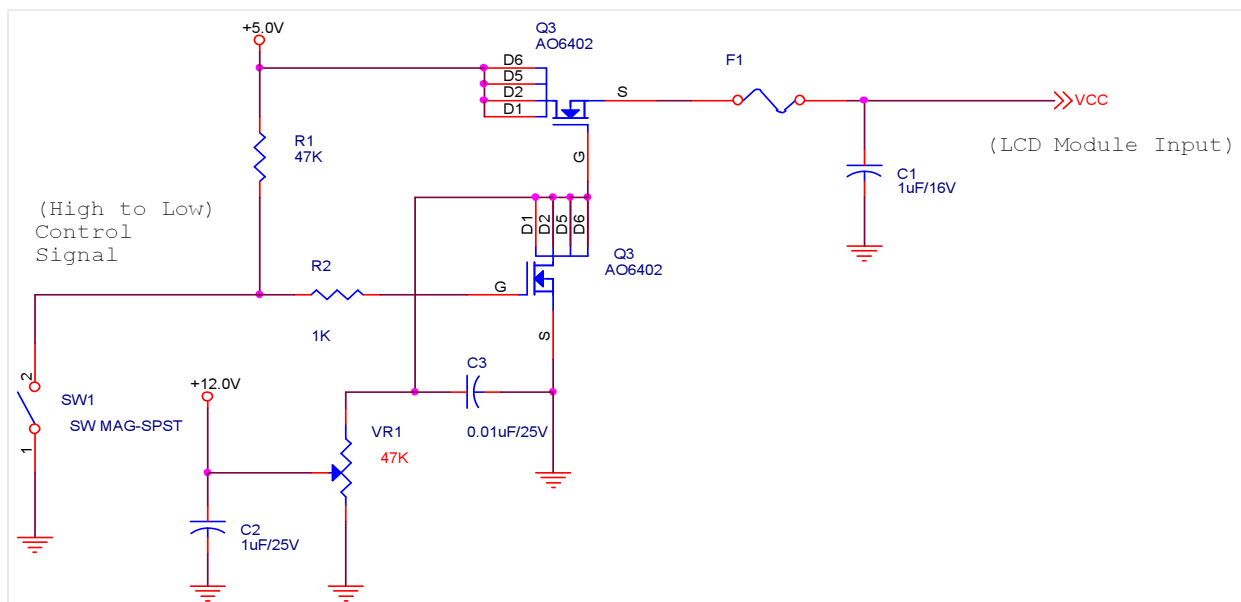 +5.0V
Q3
AO6402
D6
D5
D2
D1
S
G
F1
VCC
(LCD Module Input)
R1
47K
C1
1uF/16V
(High to Low)
Control
Signal
D1
D2
D5
D6
Q3
AO6402
R2
1K
G
S
2
SW1
SW MAG-SPST
1
+12.0V
C3
0.01uF/25V
VR1
47K
C2
1uF/25V